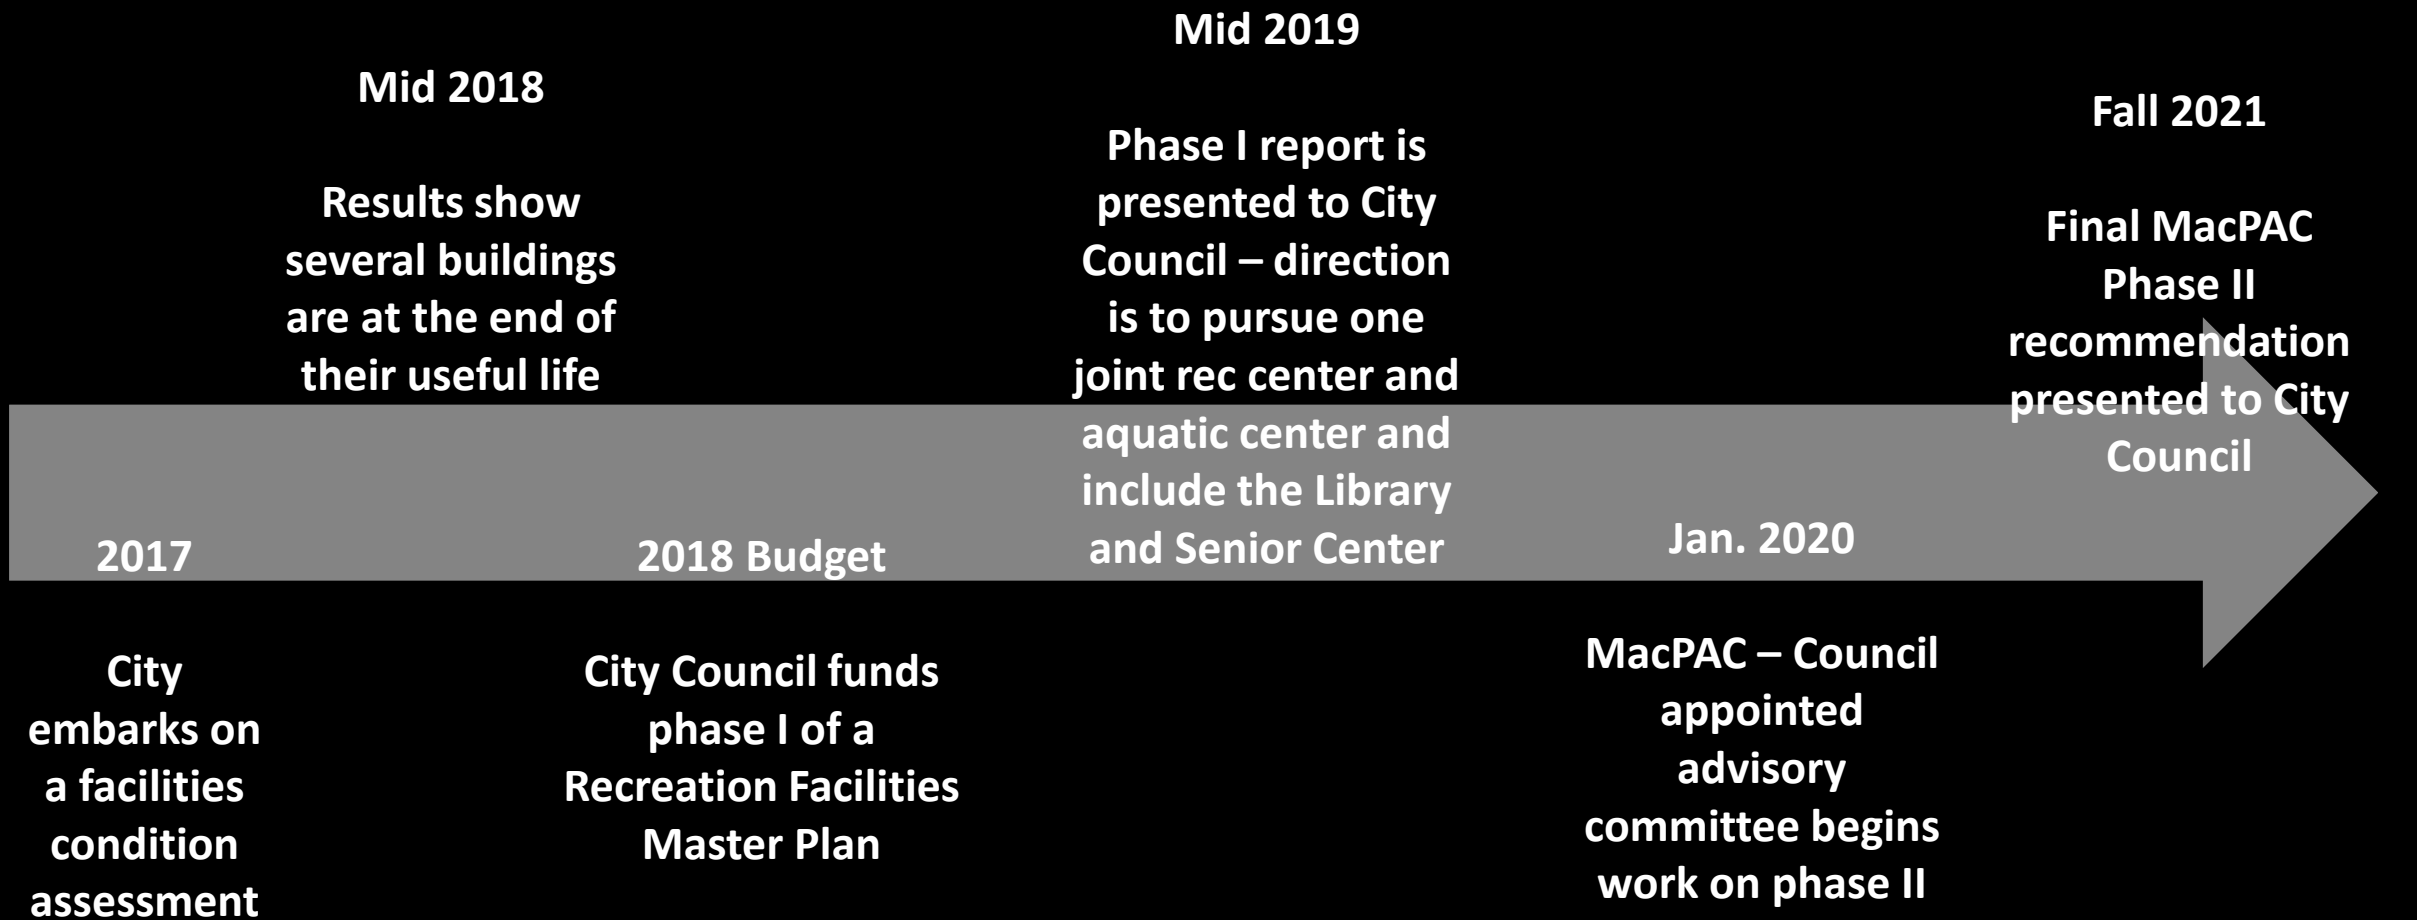 2017
City
embarks on
a facilities
condition
assessment
Mid 2018
Results show
several buildings
are at the end of
their useful life
2018 Budget
City Council funds
phase I of a
Recreation Facilities
Master Plan
Mid 2019
Phase I report is
presented to City
Council – direction
is to pursue one
joint rec center and
aquatic center and
include the Library
and Senior Center
Jan. 2020
MacPAC – Council
appointed
advisory
committee begins
work on phase II
Fall 2021
Final MacPAC
Phase II
recommendation
presented to City
Council